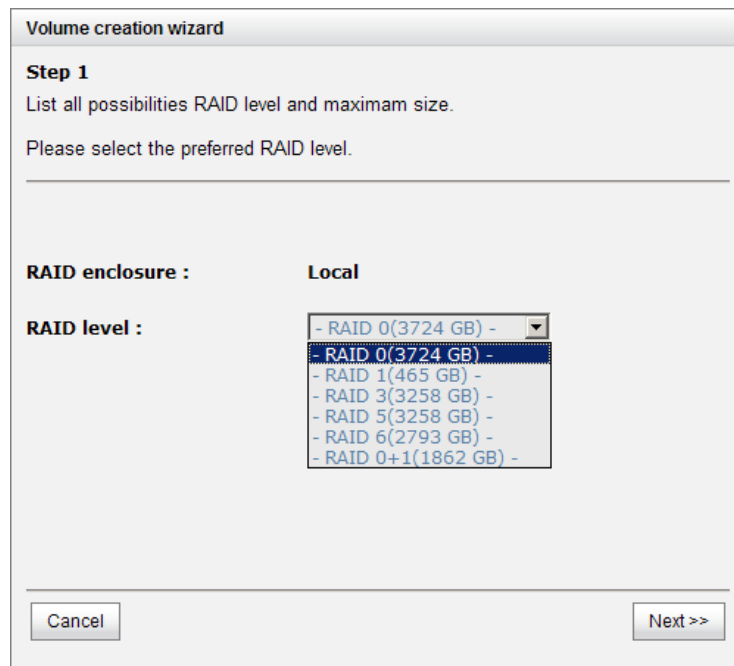 Volume creation wizard
Step 1
List all possibilities RAID level and maximam size.
Please select the preferred RAID level.
RAID enclosure : Local
RAID level : - RAID 0(3724 GB) -
- RAID 0(3724 GB) -
- RAID 1(465 GB) -
- RAID 3(3258 GB) -
- RAID 5(3258 GB) -
- RAID 6(2793 GB) -
- RAID 0+1(1862 GB) -
Cancel Next >>